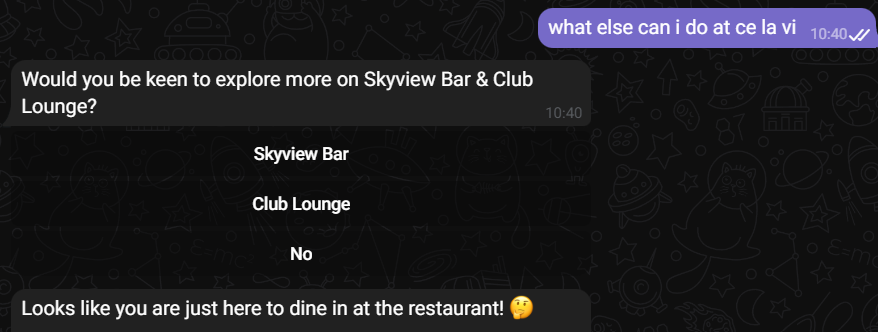 what else can i do at ce la vi 10:40
Would you be keen to explore more on Skyview Bar & Club
Lounge?
10:40
Skyview Bar
Club Lounge
No
Looks like you are just here to dine in at the restaurant! 🤔